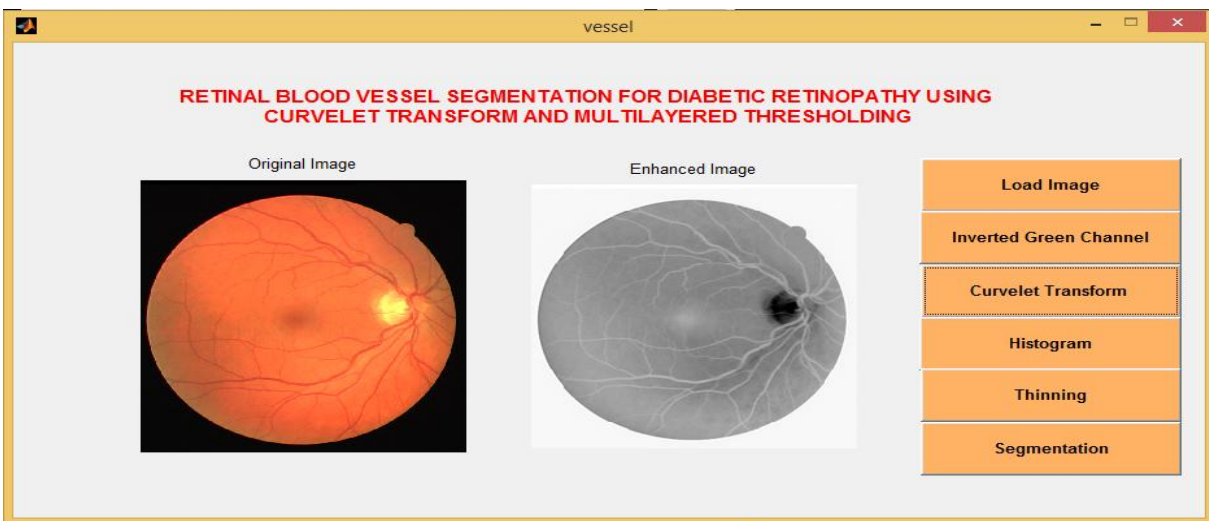 vessel
RETINAL BLOOD VESSEL SEGMENTATION FOR DIABETIC RETINOPATHY USING
CURVELET TRANSFORM AND MULTILAYERED THRESHOLDING
Original Image
Enhanced Image
Load Image
Inverted Green Channel
Curvelet Transform
Histogram
Thinning
Segmentation